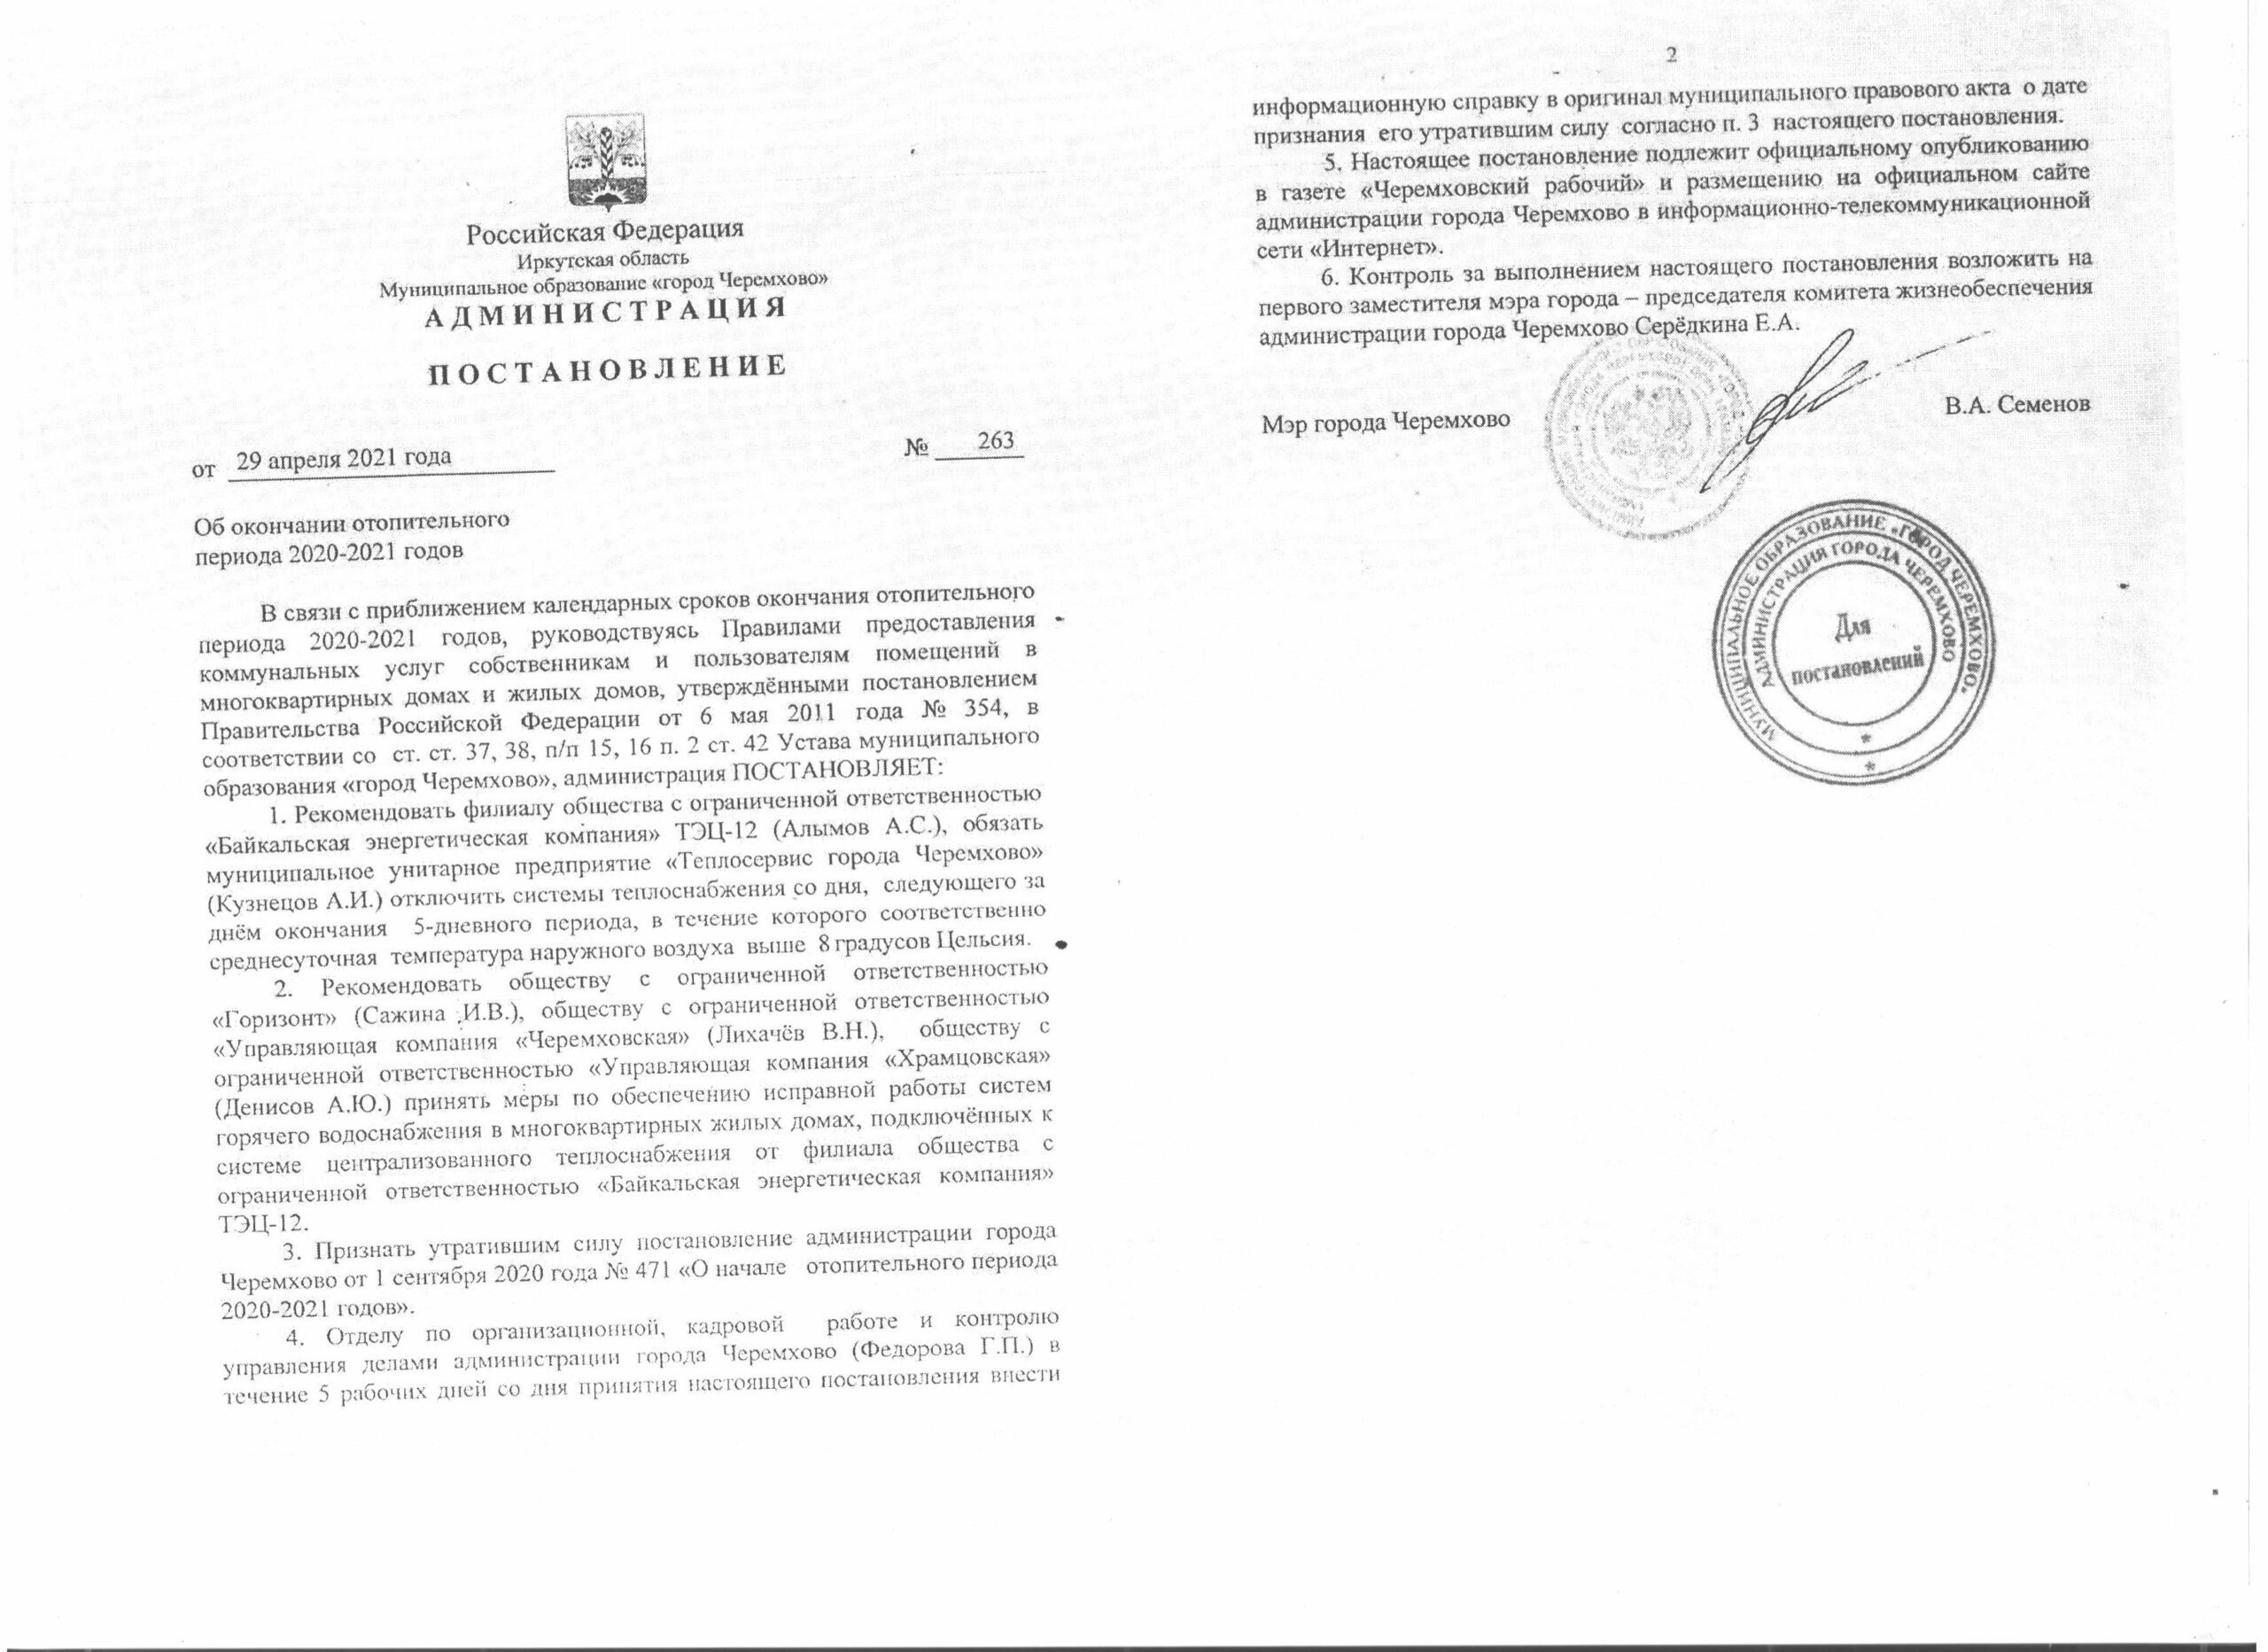 Российская Федерация
Иркутская область
Муниципальное образование «город Черемхово»
АДМИНИСТРАЦИЯ
ПОСТАНОВЛЕНИЕ
от 29 апреля 2021 года № 263
Об окончании отопительного
периода 2020-2021 годов
В связи с приближением календарных сроков окончания отопительного
периода 2020-2021 годов, руководствуясь Правилами предоставления
коммунальных услуг собственникам и пользователям помещений в
многоквартирных домах и жилых домов, утверждёнными постановлением
Правительства Российской Федерации от 6 мая 2011 года № 354, в
соответствии со ст. ст. 37, 38, п/п 15, 16 п. 2 ст. 42 Устава муниципального
образования «город Черемхово», администрация ПОСТАНОВЛЯЕТ:
1. Рекомендовать филиалу общества с ограниченной ответственностью
«Байкальская энергетическая компания» ТЭЦ-12 (Алымов А.С.), обязать
муниципальное унитарное предприятие «Теплосервис города Черемхово»
(Кузнецов А.И.) отключить системы теплоснабжения со дня, следующего за
днём окончания 5-дневного периода, в течение которого соответственно
среднесуточная температура наружного воздуха выше 8 градусов Цельсия.
2. Рекомендовать обществу с ограниченной ответственностью
«Горизонт» (Сажина И.В.), обществу с ограниченной ответственностью
«Управляющая компания «Черемховская» (Лихачёв В.Н.), обществу с
ограниченной ответственностью «Управляющая компания «Храмцовская»
(Денисов А.Ю.) принять меры по обеспечению исправной работы систем
горячего водоснабжения в многоквартирных жилых домах, подключённых к
системе централизованного теплоснабжения от филиала общества с
ограниченной ответственностью «Байкальская энергетическая компания»
ТЭЦ-12.
3. Признать утратившим силу постановление администрации города
Черемхово от 1 сентября 2020 года № 471 «О начале отопительного периода
2020-2021 годов».
4. Отделу по организационной, кадровой работе и контролю
управления делами администрации города Черемхово (Федорова Г.П.) в
течение 5 рабочих дней со дня принятия настоящего постановления внести
2
информационную справку в оригинал муниципального правового акта о дате
признания его утратившим силу согласно п. 3 настоящего постановления.
5. Настоящее постановление подлежит официальному опубликованию
в газете «Черемховский рабочий» и размещению на официальном сайте
администрации города Черемхово в информационно-телекоммуникационной
сети «Интернет».
6. Контроль за выполнением настоящего постановления возложить на
первого заместителя мэра города – председателя комитета жизнеобеспечения
администрации города Черемхово Серёдкина Е.А.
Мэр города Черемхово В.А. Семенов
МУНИЦИПАЛЬНОЕ ОБРАЗОВАНИЕ «ГОРОД ЧЕРЕМХОВО»
АДМИНИСТРАЦИЯ ГОРОДА ЧЕРЕМХОВО
Для
постановлений